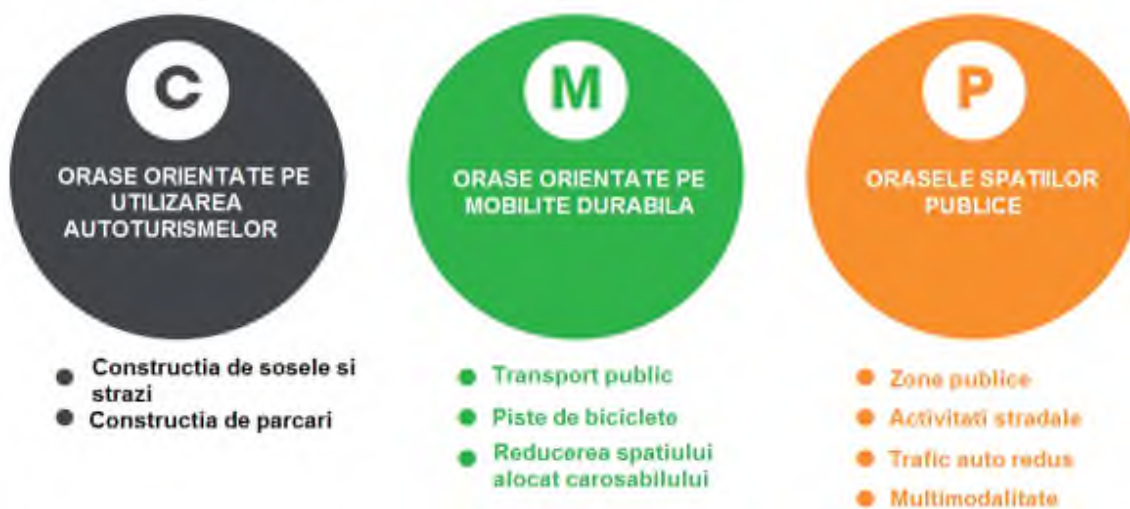 C
ORASE ORIENTATE PE
UTILIZAREA
AUTOTURISMELOR
Constructia de sosele si
strazi
Constructia de parcari
M
ORASE ORIENTATE PE
MOBILITE DURABILA
Transport public
Piste de biciclete
Reducerea spatiului
alocat carosabilului
P
ORASELE SPATIILOR
PUBLICE
Zone publice
Activitati stradale
Trafic auto redus
Multimodalitate